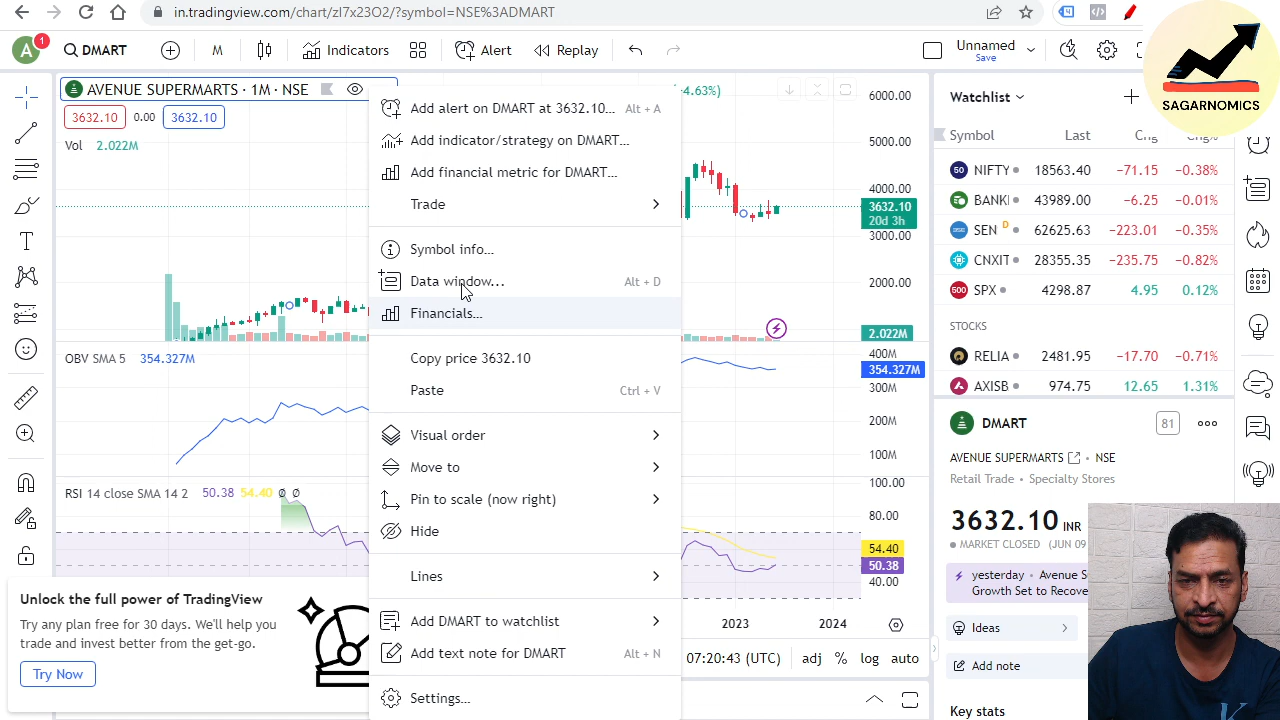 in.tradingview.com/chart/zI7x23O2/?symbol=NSE%3ADMART
A 1
DMART
M
Indicators
Alert
Replay
Unnamed
Save
SAGARNOMICS
AVENUE SUPERMARTS · 1M · NSE
4.63%)
3632.10 0.00 3632.10
Vol 2.022M
Add alert on DMART at 3632.10... Alt + A
Add indicator/strategy on DMART...
Add financial metric for DMART...
Trade
Symbol info...
Data window... Alt + D
Financials...
Copy price 3632.10
Paste Ctrl + V
Visual order
Move to
Pin to scale (now right)
Hide
Lines
Add DMART to watchlist
Add text note for DMART Alt + N
Settings...
6000.00
5000.00
4000.00
3632.10
20d 3h
3000.00
2000.00
2.022M
OBV SMA 5 354.327M
400M
354.327M
300M
200M
100M
RSI 14 close SMA 14 2 50.38 54.40 Ø Ø
100.00
80.00
54.40
50.38
40.00
2023 2024
07:20:43 (UTC) adj % log auto
Unlock the full power of TradingView
Try any plan free for 30 days. We'll help you
trade and invest better from the get-go.
Try Now
Watchlist
Symbol Last Chg Chg%
50 NIFTY 18563.40 −71.15 −0.38%
BANKI 43989.00 −6.25 −0.01%
SEN D 62625.63 −223.01 −0.35%
CNXIT 28355.35 −235.75 −0.82%
500 SPX 4298.87 4.95 0.12%
STOCKS
RELIA 2481.95 −17.70 −0.71%
AXISB 974.75 12.65 1.31%
DMART 81
AVENUE SUPERMARTS · NSE
Retail Trade · Specialty Stores
3632.10 INR
MARKET CLOSED (JUN 09
yesterday · Avenue S
Growth Set to Recove
Ideas
Add note
Key stats